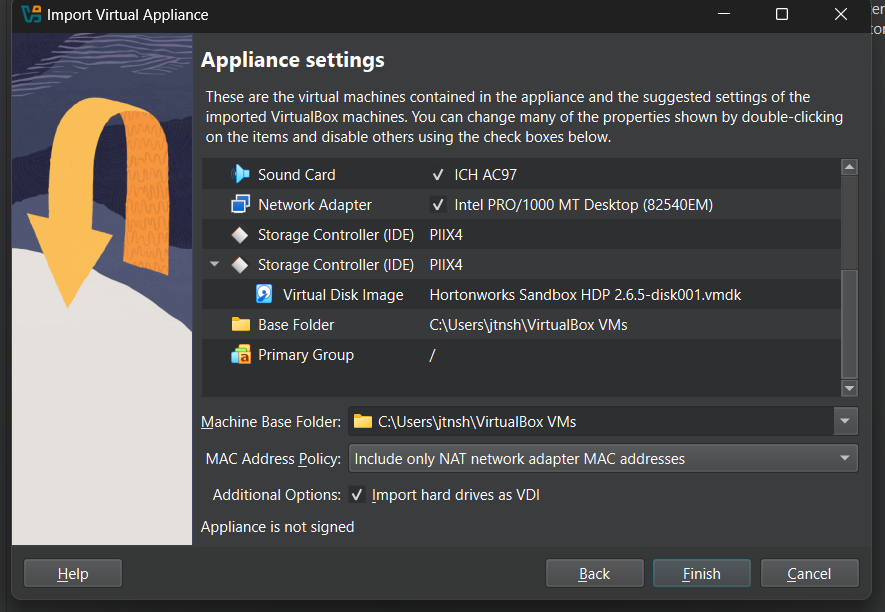 Import Virtual Appliance
Appliance settings
These are the virtual machines contained in the appliance and the suggested settings of the
imported VirtualBox machines. You can change many of the properties shown by double-clicking
on the items and disable others using the check boxes below.
Sound Card ICH AC97
Network Adapter Intel PRO/1000 MT Desktop (82540EM)
Storage Controller (IDE) PIIX4
Storage Controller (IDE) PIIX4
Virtual Disk Image Hortonworks Sandbox HDP 2.6.5-disk001.vmdk
Base Folder C:\Users\jtnsh\VirtualBox VMs
Primary Group /
Machine Base Folder: C:\Users\jtnsh\VirtualBox VMs
MAC Address Policy: Include only NAT network adapter MAC addresses
Additional Options: Import hard drives as VDI
Appliance is not signed
Help Back Finish Cancel